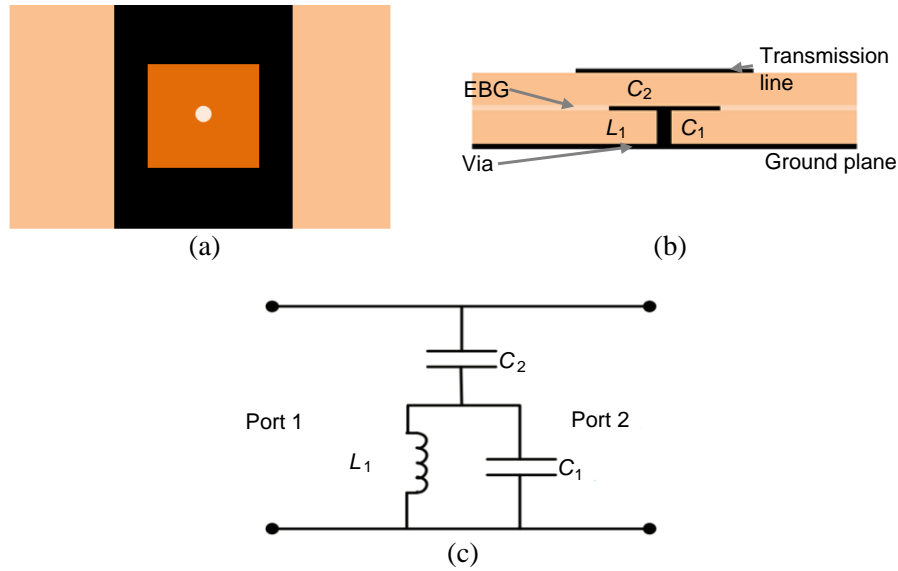 Transmission
line
EBG
C2
L1
C1
Via
Ground plane
(a)
(b)
C2
Port 1
Port 2
L1
C1
(c)